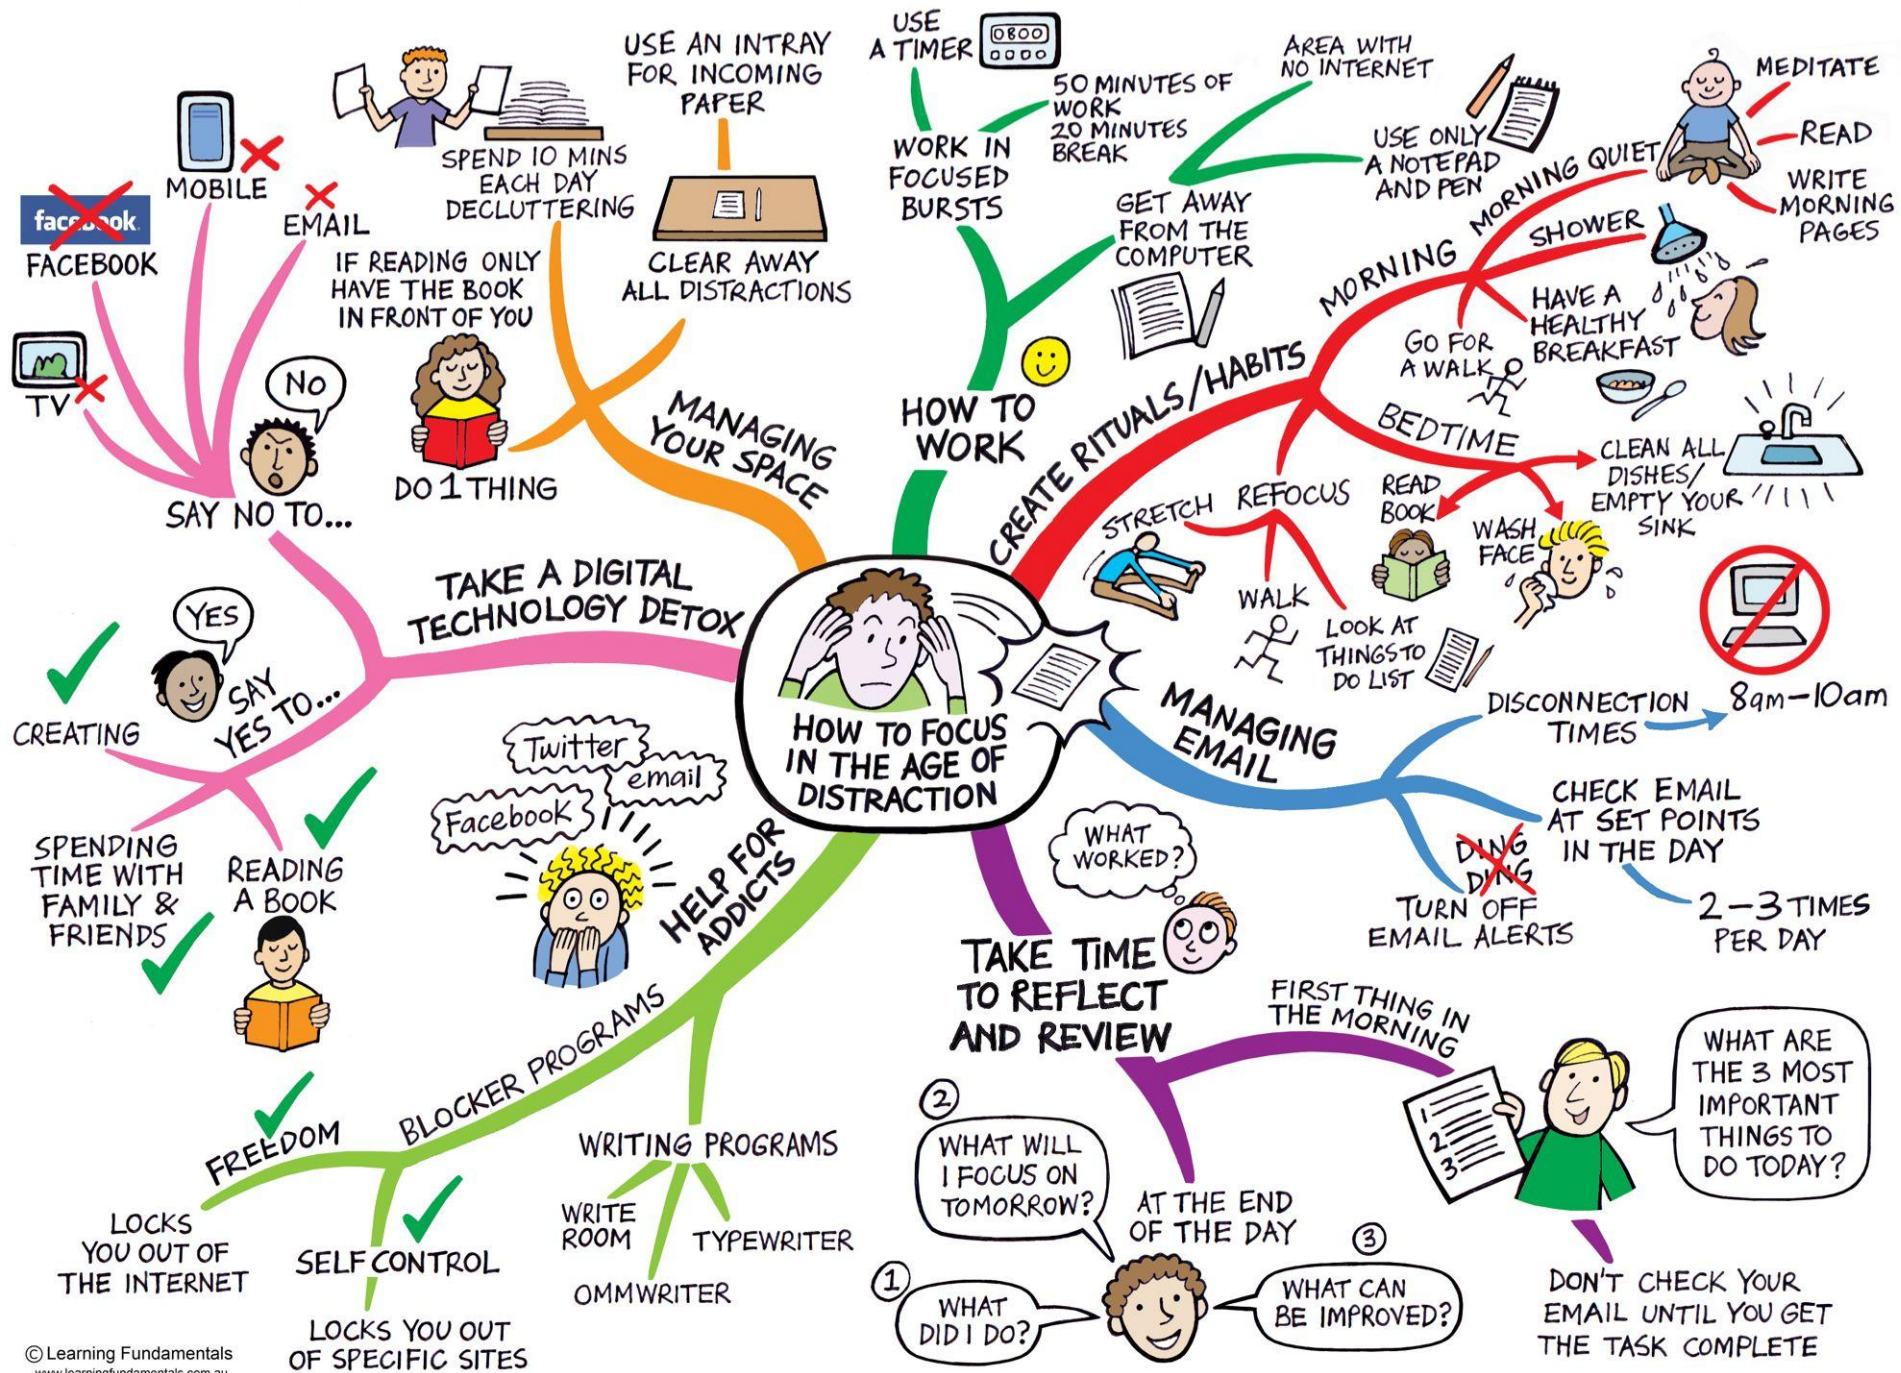 HOW TO FOCUS
IN THE AGE OF
DISTRACTION
HOW TO
WORK
WORK IN
FOCUSED
BURSTS
USE
A TIMER
0800
50 MINUTES OF
WORK
20 MINUTES
BREAK
GET AWAY
FROM THE
COMPUTER
AREA WITH
NO INTERNET
USE ONLY
A NOTEPAD
AND PEN
CREATE RITUALS/HABITS
MORNING
MORNING QUIET
MEDITATE
READ
WRITE
MORNING
PAGES
SHOWER
HAVE A
HEALTHY
BREAKFAST
GO FOR
A WALK
BEDTIME
CLEAN ALL
DISHES/
EMPTY YOUR
SINK
WASH
FACE
READ
BOOK
REFOCUS
STRETCH
WALK
LOOK AT
THINGS TO
DO LIST
MANAGING
EMAIL
DISCONNECTION
TIMES
8am-10am
CHECK EMAIL
AT SET POINTS
IN THE DAY
2-3 TIMES
PER DAY
DING
DING
TURN OFF
EMAIL ALERTS
TAKE TIME
TO REFLECT
AND REVIEW
WHAT
WORKED?
FIRST THING IN
THE MORNING
1
2
3
WHAT ARE
THE 3 MOST
IMPORTANT
THINGS TO
DO TODAY?
DON'T CHECK YOUR
EMAIL UNTIL YOU GET
THE TASK COMPLETE
AT THE END
OF THE DAY
1
WHAT
DID I DO?
2
WHAT WILL
I FOCUS ON
TOMORROW?
3
WHAT CAN
BE IMPROVED?
HELP FOR
ADDICTS
Twitter
email
Facebook
BLOCKER PROGRAMS
FREEDOM
LOCKS
YOU OUT OF
THE INTERNET
SELF CONTROL
LOCKS YOU OUT
OF SPECIFIC SITES
WRITING PROGRAMS
WRITE
ROOM
OMMWRITER
TYPEWRITER
TAKE A DIGITAL
TECHNOLOGY DETOX
SAY NO TO...
NO
TV
facebook
FACEBOOK
MOBILE
EMAIL
SAY
YES TO...
YES
CREATING
SPENDING
TIME WITH
FAMILY &
FRIENDS
READING
A BOOK
MANAGING
YOUR SPACE
DO 1 THING
IF READING ONLY
HAVE THE BOOK
IN FRONT OF YOU
SPEND 10 MINS
EACH DAY
DECLUTTERING
CLEAR AWAY
ALL DISTRACTIONS
USE AN INTRAY
FOR INCOMING
PAPER
© Learning Fundamentals
www.learningfundamentals.com.au